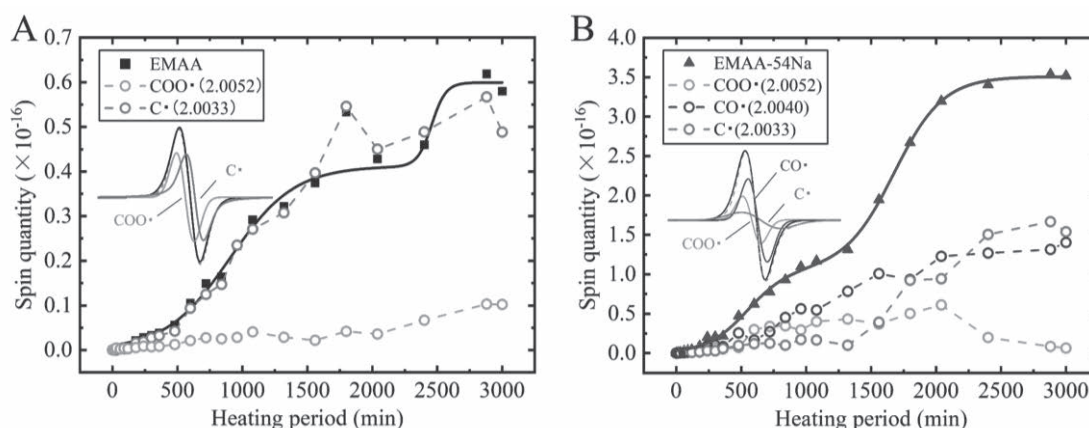 A
B
Spin quantity (×10⁻¹⁶)
0.7
0.6
0.5
0.4
0.3
0.2
0.1
0.0
EMAA
COO•(2.0052)
C•(2.0033)
C•
COO•
0 500 1000 1500 2000 2500 3000
Heating period (min)
Spin quantity (×10⁻¹⁶)
4.0
3.5
3.0
2.5
2.0
1.5
1.0
0.5
0.0
EMAA-54Na
COO•(2.0052)
CO•(2.0040)
C•(2.0033)
CO•
C•
COO•
0 500 1000 1500 2000 2500 3000
Heating period (min)